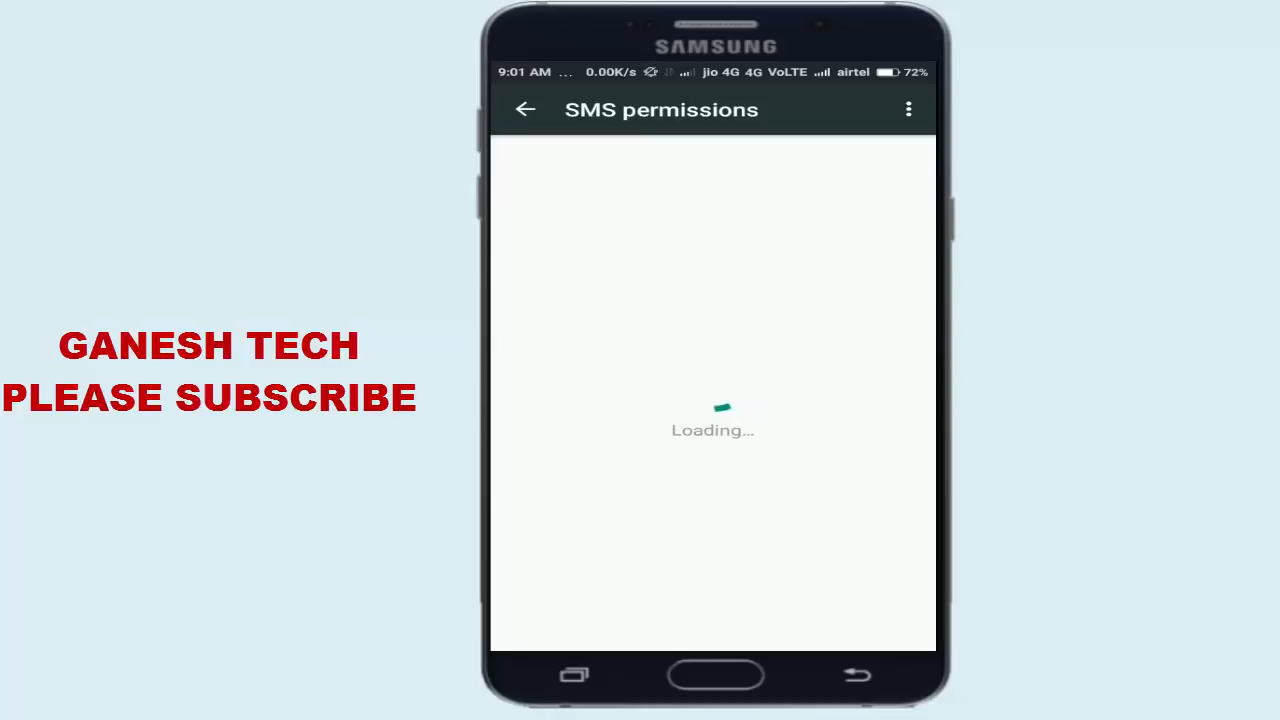 GANESH TECH
PLEASE SUBSCRIBE
SAMSUNG
9:01 AM ... 0.00K/s jio 4G 4G VoLTE airtel 72%
SMS permissions
Loading...